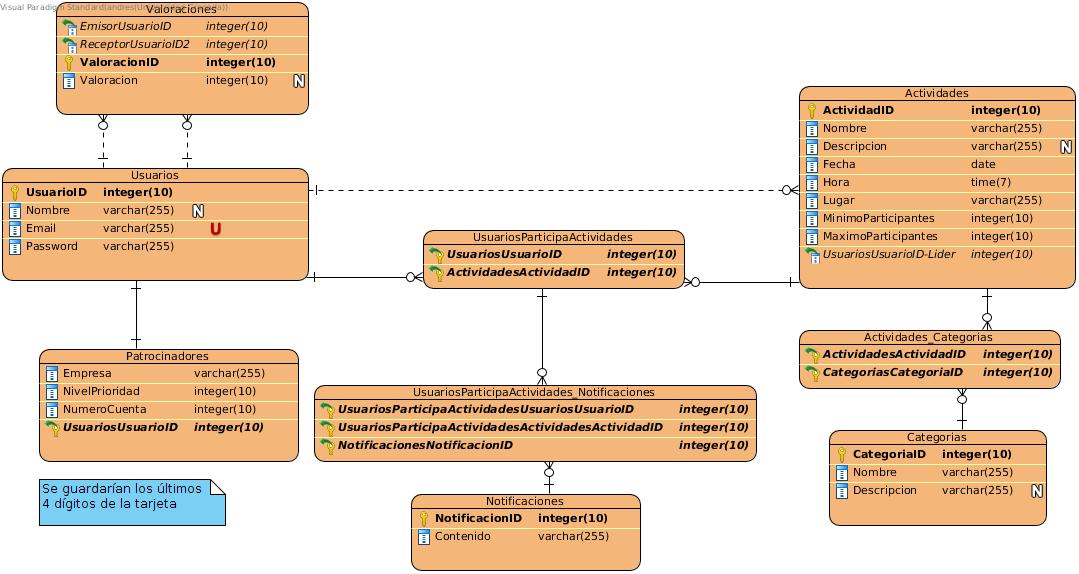 Visual Paradigm Standard(andres(Universidad de Sevilla))
Valoraciones
EmisorUsuarioID integer(10)
ReceptorUsuarioID2 integer(10)
ValoracionID integer(10)
Valoracion integer(10) N
Actividades
ActividadID integer(10)
Nombre varchar(255)
Descripcion varchar(255) N
Fecha date
Hora time(7)
Lugar varchar(255)
MinimoParticipantes integer(10)
MaximoParticipantes integer(10)
UsuariosUsuarioID-Lider integer(10)
Usuarios
UsuarioID integer(10)
Nombre varchar(255) N
Email varchar(255) U
Password varchar(255)
UsuariosParticipaActividades
UsuariosUsuarioID integer(10)
ActividadesActividadID integer(10)
Actividades_Categorias
ActividadesActividadID integer(10)
CategoriasCategoriaID integer(10)
Patrocinadores
Empresa varchar(255)
NivelPrioridad integer(10)
NumeroCuenta integer(10)
UsuariosUsuarioID integer(10)
UsuariosParticipaActividades_Notificaciones
UsuariosParticipaActividadesUsuariosUsuarioID integer(10)
UsuariosParticipaActividadesActividadesActividadID integer(10)
NotificacionesNotificacionID integer(10)
Categorias
CategoriaID integer(10)
Nombre varchar(255)
Descripcion varchar(255) N
Se guardarían los últimos
4 dígitos de la tarjeta
Notificaciones
NotificacionID integer(10)
Contenido varchar(255)